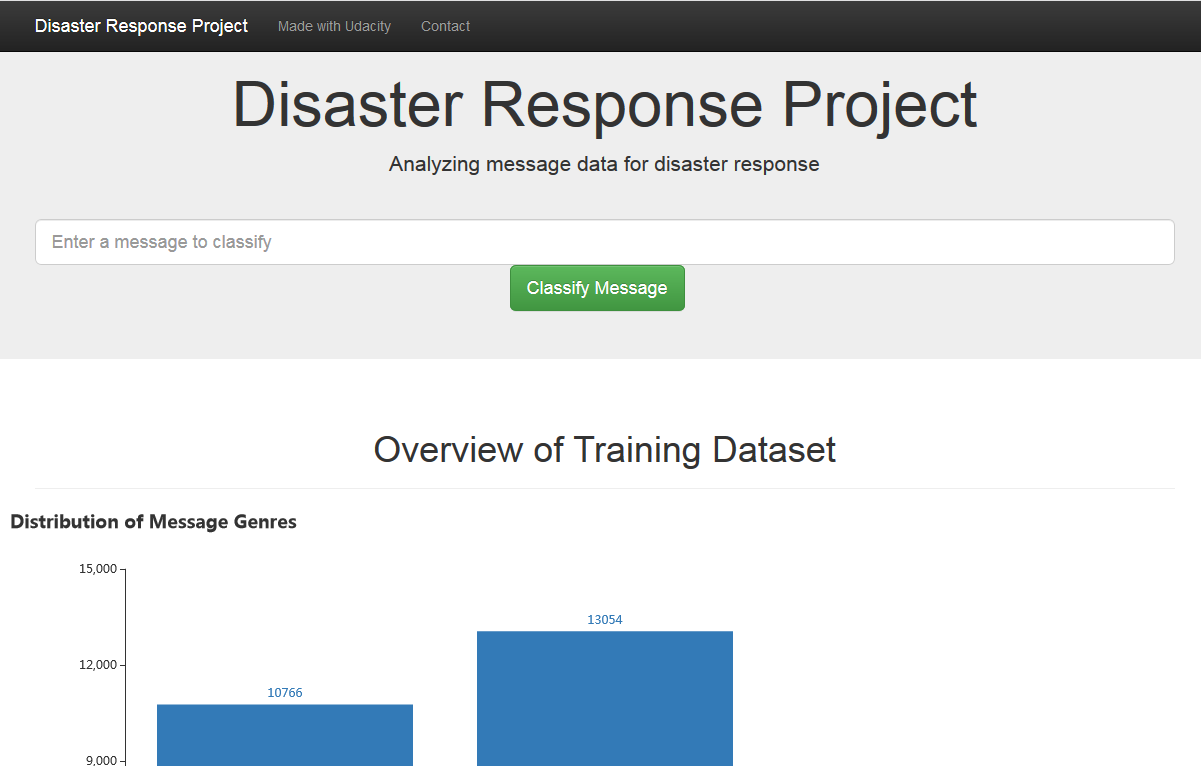 Disaster Response Project Made with Udacity Contact
Disaster Response Project
Analyzing message data for disaster response
Enter a message to classify
Classify Message
Overview of Training Dataset
Distribution of Message Genres
15,000
13054
12,000
10766
9,000